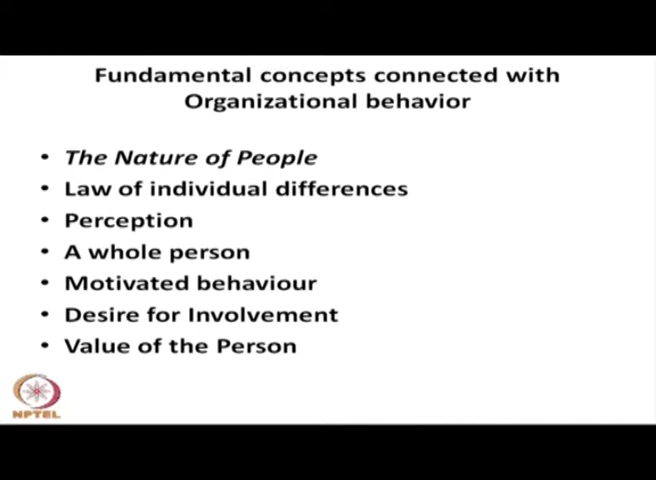 Fundamental concepts connected with
Organizational behavior
• The Nature of People
• Law of individual differences
• Perception
• A whole person
• Motivated behaviour
• Desire for Involvement
• Value of the Person
NPTEL